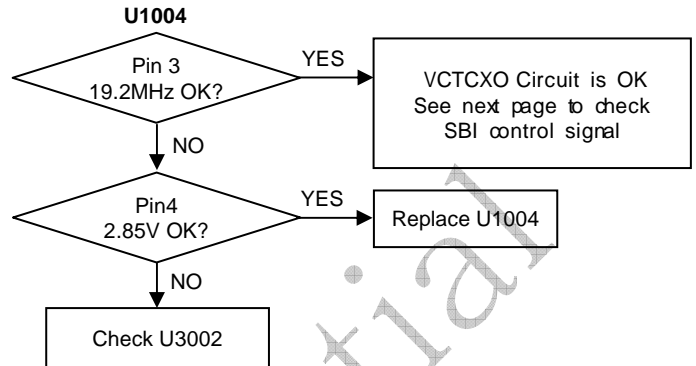 U1004
Pin 3
19.2MHz OK?
YES
VCTCXO Circuit is OK
See next page to check
SBI control signal
NO
Pin4
2.85V OK?
YES
Replace U1004
NO
Check U3002